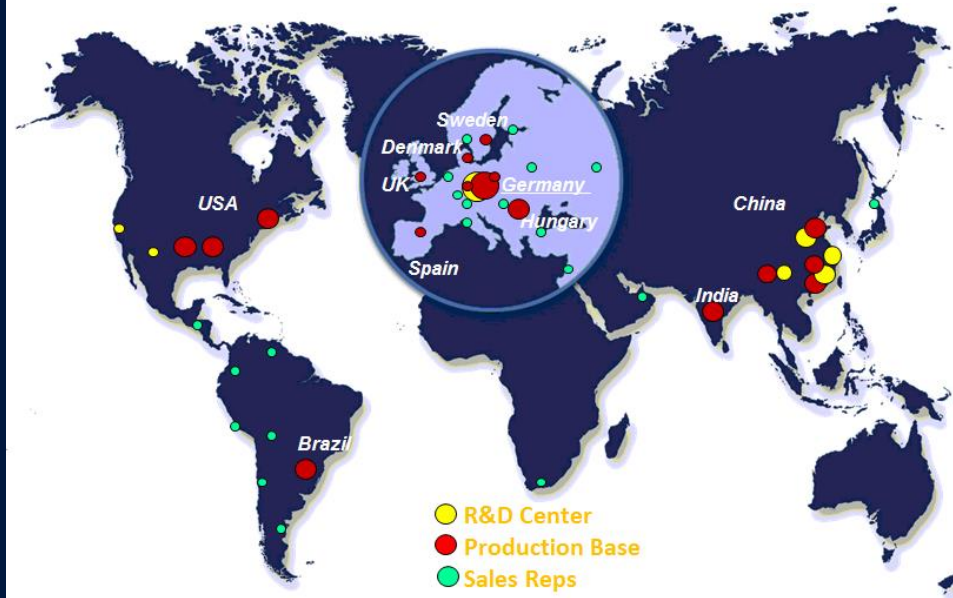 Sweden
Denmark
UK
Germany
USA
China
Hungary
Spain
India
Brazil
R&D Center
Production Base
Sales Reps